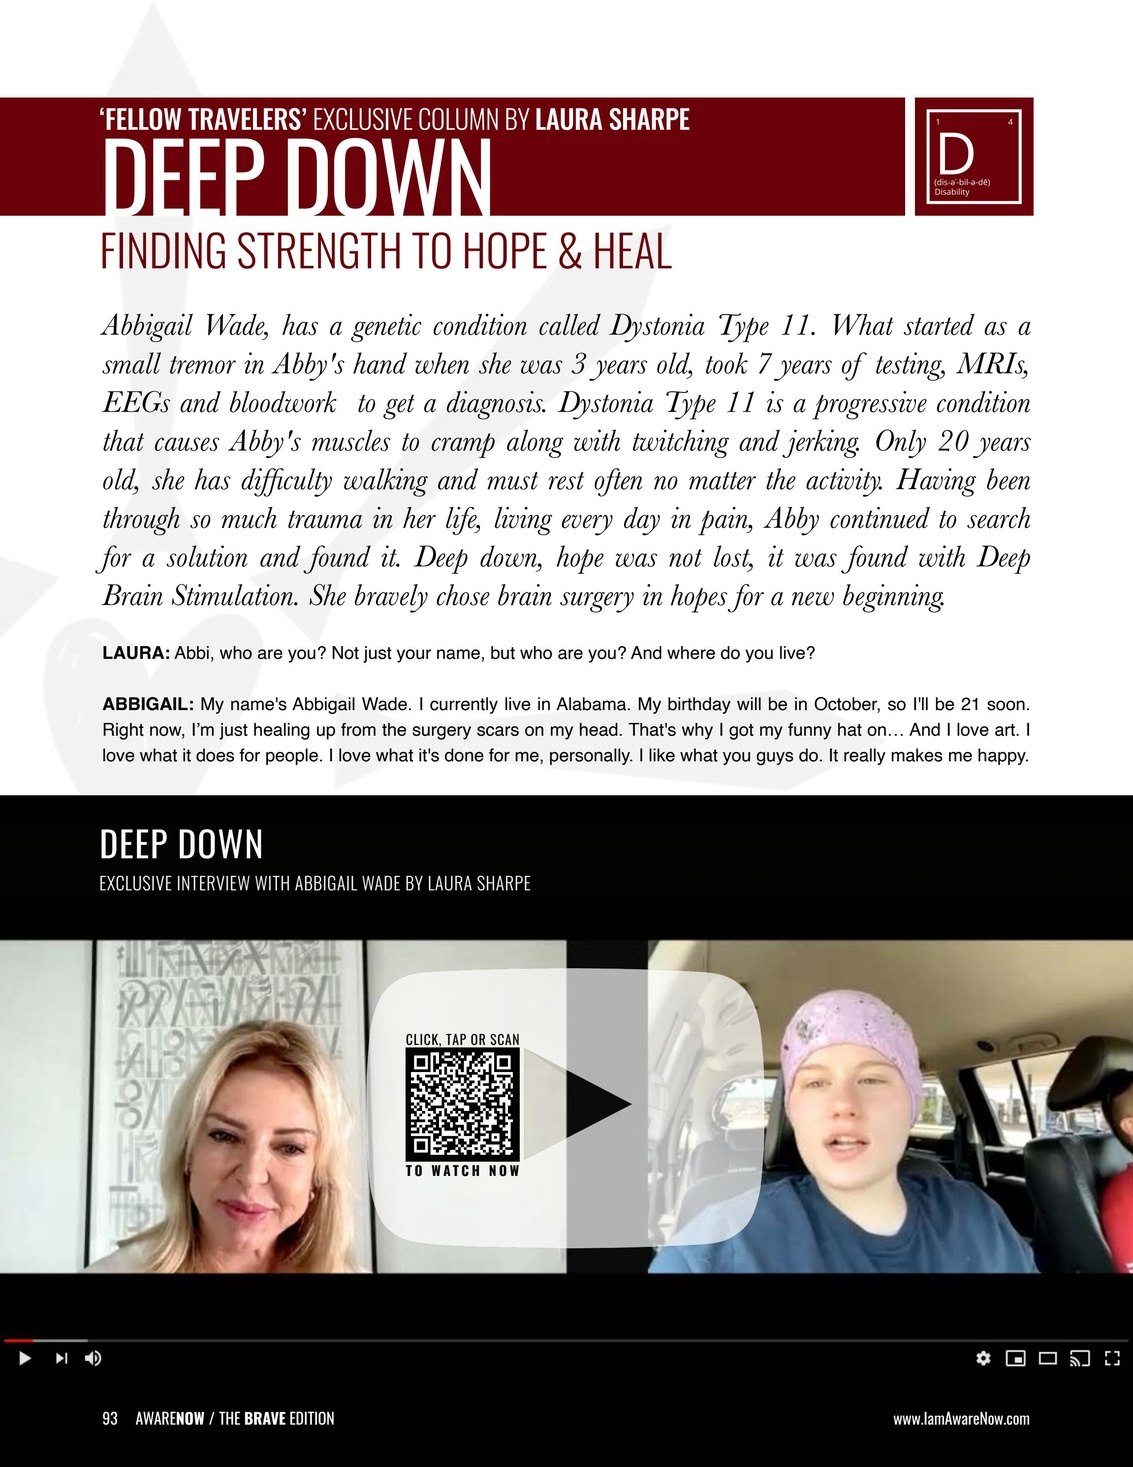 ‘FELLOW TRAVELERS’ EXCLUSIVE COLUMN BY LAURA SHARPE
DEEP DOWN
1 4
D
(dis-ə-ˈbil-ə-dē)
Disability
FINDING STRENGTH TO HOPE & HEAL
Abbigail Wade, has a genetic condition called Dystonia Type 11. What started as a
small tremor in Abby's hand when she was 3 years old, took 7 years of testing, MRIs,
EEGs and bloodwork to get a diagnosis. Dystonia Type 11 is a progressive condition
that causes Abby's muscles to cramp along with twitching and jerking. Only 20 years
old, she has difficulty walking and must rest often no matter the activity. Having been
through so much trauma in her life, living every day in pain, Abby continued to search
for a solution and found it. Deep down, hope was not lost, it was found with Deep
Brain Stimulation. She bravely chose brain surgery in hopes for a new beginning.
LAURA: Abbi, who are you? Not just your name, but who are you? And where do you live?
ABBIGAIL: My name's Abbigail Wade. I currently live in Alabama. My birthday will be in October, so I'll be 21 soon.
Right now, I’m just healing up from the surgery scars on my head. That's why I got my funny hat on… And I love art. I
love what it does for people. I love what it's done for me, personally. I like what you guys do. It really makes me happy.
DEEP DOWN
EXCLUSIVE INTERVIEW WITH ABBIGAIL WADE BY LAURA SHARPE
CLICK, TAP OR SCAN
TO WATCH NOW
93 AWARENOW / THE BRAVE EDITION
www.IamAwareNow.com